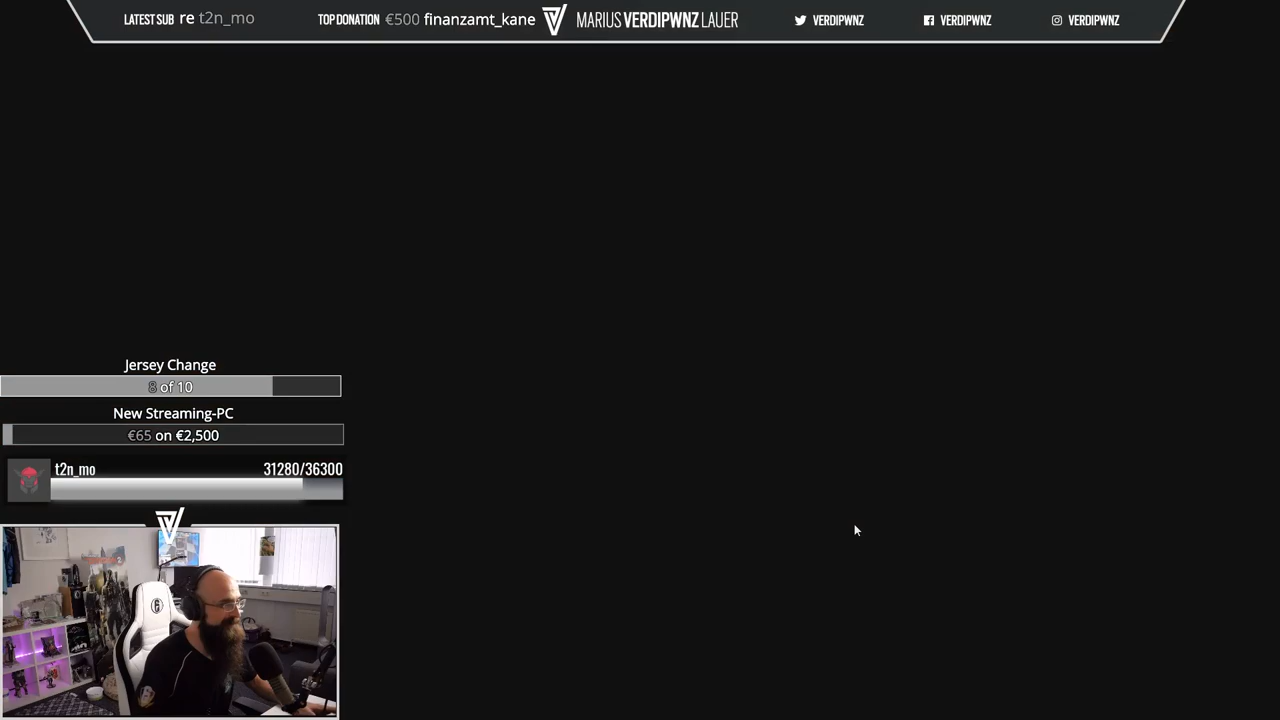 LATEST SUB re t2n_mo
TOP DONATION €500 finanzamt_kane
MARIUS VERDIPWNZ LAUER
VERDIPWNZ
VERDIPWNZ
VERDIPWNZ
Jersey Change
8 of 10
New Streaming-PC
€65 on €2,500
t2n_mo 31280/36300